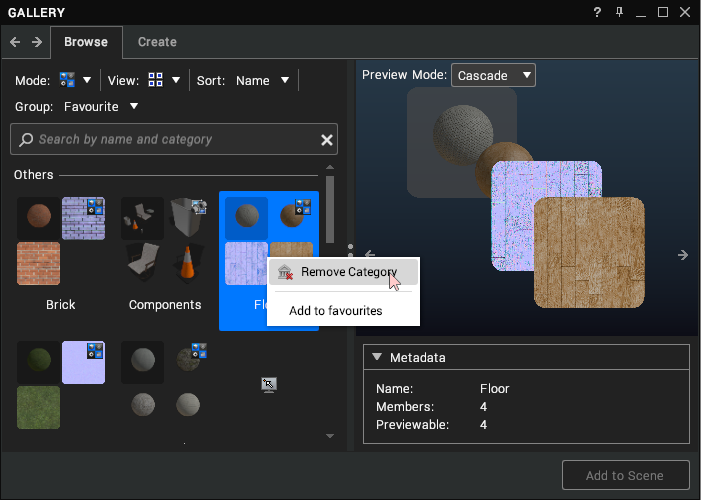 GALLERY
Browse Create
Mode: View: Sort: Name
Group: Favourite
Search by name and category
Others
Brick Components
Remove Category
Add to favourites
Preview Mode: Cascade
Metadata
Name: Floor
Members: 4
Previewable: 4
Add to Scene